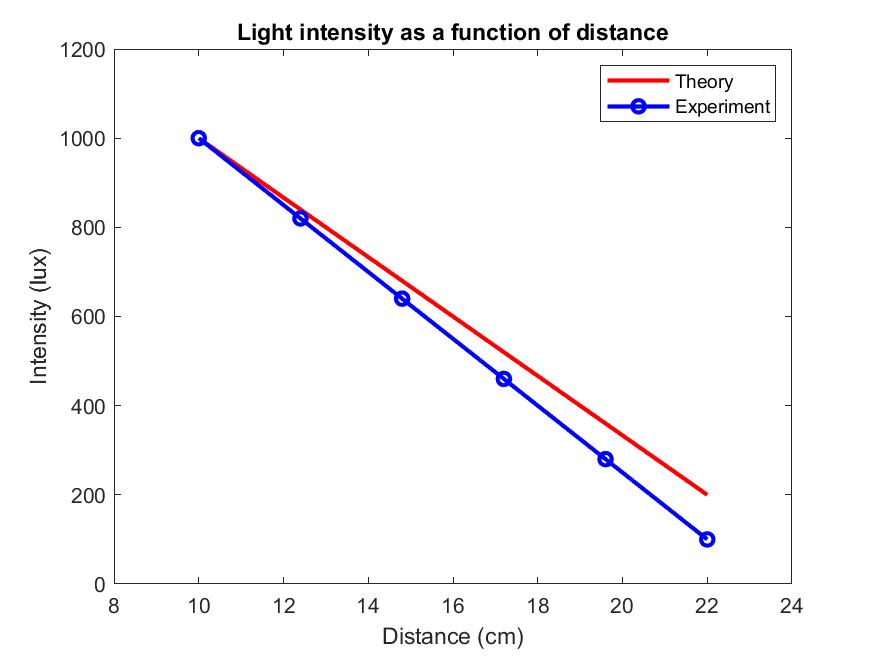 Light intensity as a function of distance
1200
1000
800
600
400
200
0
Intensity (lux)
Theory
Experiment
8 10 12 14 16 18 20 22 24
Distance (cm)